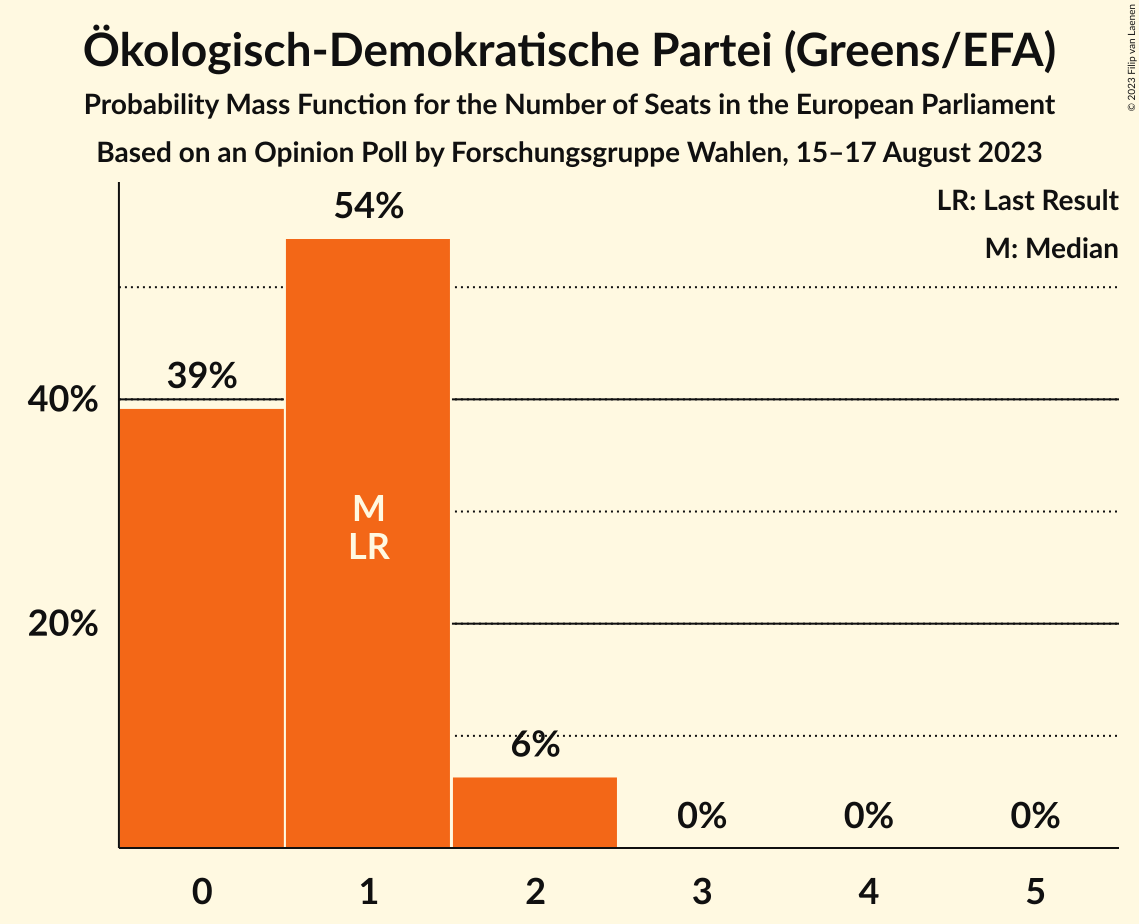 Ökologisch-Demokratische Partei (Greens/EFA)
Probability Mass Function for the Number of Seats in the European Parliament
Based on an Opinion Poll by Forschungsgruppe Wahlen, 15–17 August 2023
© 2023 Filip van Laenen
LR: Last Result
M: Median
54%
39%
40%
M
LR
20%
6%
0%
0%
0%
0
1
2
3
4
5